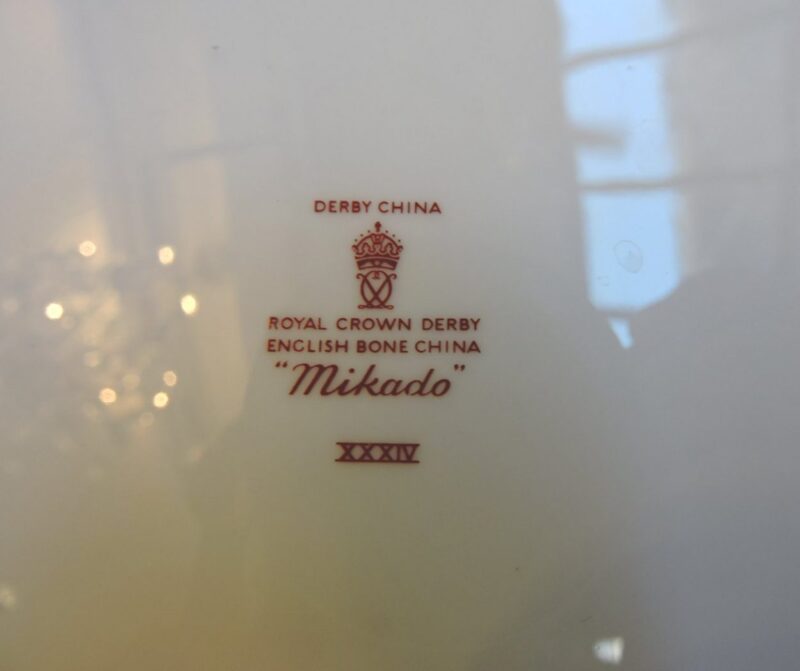 DERBY CHINA
ROYAL CROWN DERBY
ENGLISH BONE CHINA
"Mikado"
XXXIV